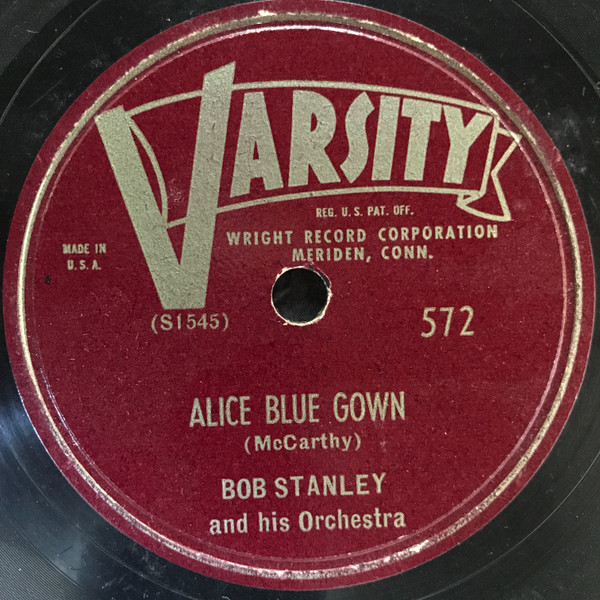 VARSITY
REG. U.S. PAT. OFF.
WRIGHT RECORD CORPORATION
MERIDEN, CONN.
MADE IN
U.S.A.
(S1545)
572
ALICE BLUE GOWN
(McCarthy)
BOB STANLEY
and his Orchestra